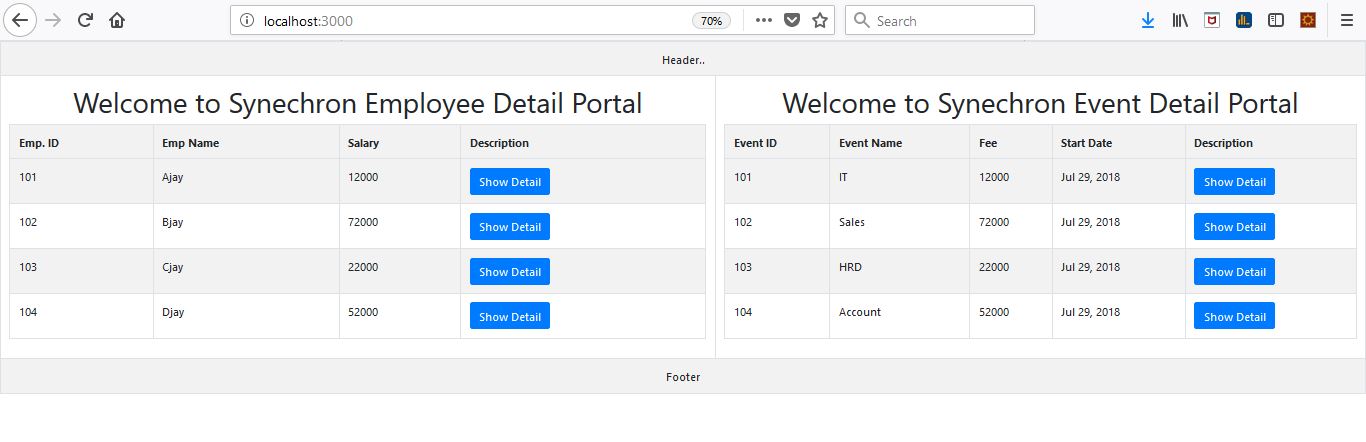 localhost:3000 70% Search
Header..
Welcome to Synechron Employee Detail Portal
Emp. ID Emp Name Salary Description
101 Ajay 12000 Show Detail
102 Bjay 72000 Show Detail
103 Cjay 22000 Show Detail
104 Djay 52000 Show Detail
Welcome to Synechron Event Detail Portal
Event ID Event Name Fee Start Date Description
101 IT 12000 Jul 29, 2018 Show Detail
102 Sales 72000 Jul 29, 2018 Show Detail
103 HRD 22000 Jul 29, 2018 Show Detail
104 Account 52000 Jul 29, 2018 Show Detail
Footer